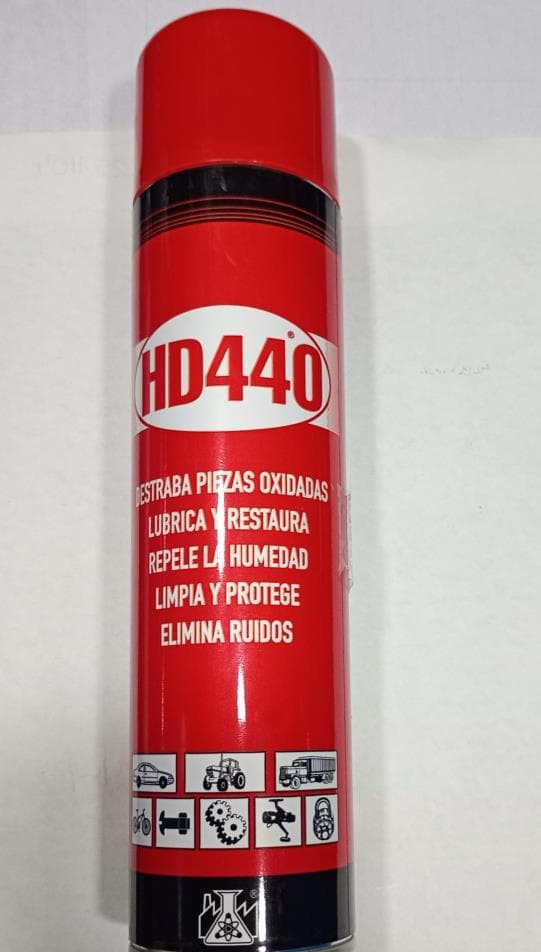 HD440®
DESTRABA PIEZAS OXIDADAS
LUBRICA Y RESTAURA
REPELE LA HUMEDAD
LIMPIA Y PROTEGE
ELIMINA RUIDOS